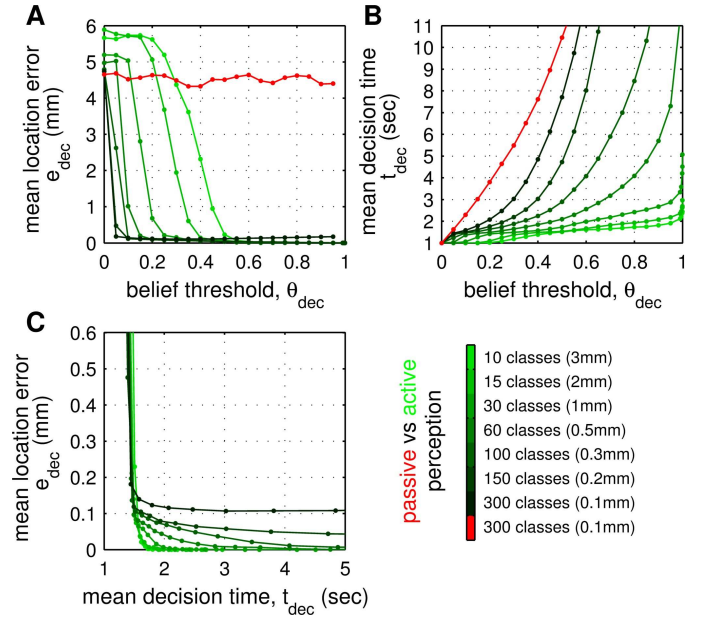 A
mean location error
e_dec (mm)
6
5
4
3
2
1
0
0 0.2 0.4 0.6 0.8 1
belief threshold, θ_dec
B
mean decision time
t_dec (sec)
11
10
9
8
7
6
5
4
3
2
1
0 0.2 0.4 0.6 0.8 1
belief threshold, θ_dec
C
mean location error
e_dec (mm)
0.6
0.5
0.4
0.3
0.2
0.1
0
1 2 3 4 5
mean decision time, t_dec (sec)
passive vs active
perception
10 classes (3mm)
15 classes (2mm)
30 classes (1mm)
60 classes (0.5mm)
100 classes (0.3mm)
150 classes (0.2mm)
300 classes (0.1mm)
300 classes (0.1mm)